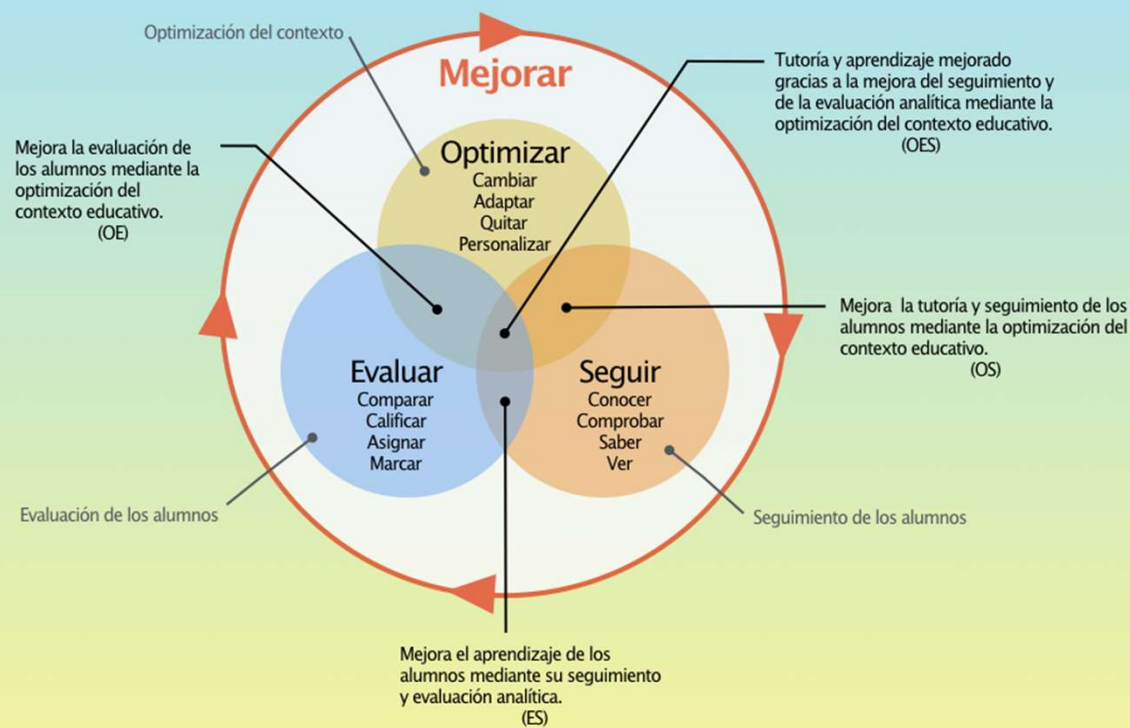 Optimización del contexto
Mejorar
Tutoría y aprendizaje mejorado
gracias a la mejora del seguimiento y
de la evaluación analítica mediante la
optimización del contexto educativo.
(OES)
Mejora la evaluación de
los alumnos mediante la
optimización del
contexto educativo.
(OE)
Optimizar
Cambiar
Adaptar
Quitar
Personalizar
Mejora la tutoría y seguimiento de los
alumnos mediante la optimización del
contexto educativo.
(OS)
Evaluar
Comparar
Calificar
Asignar
Marcar
Seguir
Conocer
Comprobar
Saber
Ver
Evaluación de los alumnos
Seguimiento de los alumnos
Mejora el aprendizaje de los
alumnos mediante su seguimiento
y evaluación analítica.
(ES)